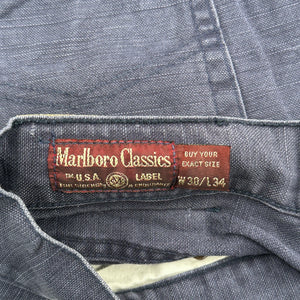 Marlboro Classics
THE U.S.A. LABEL
BUY YOUR
EXACT SIZE
W 30/L 34